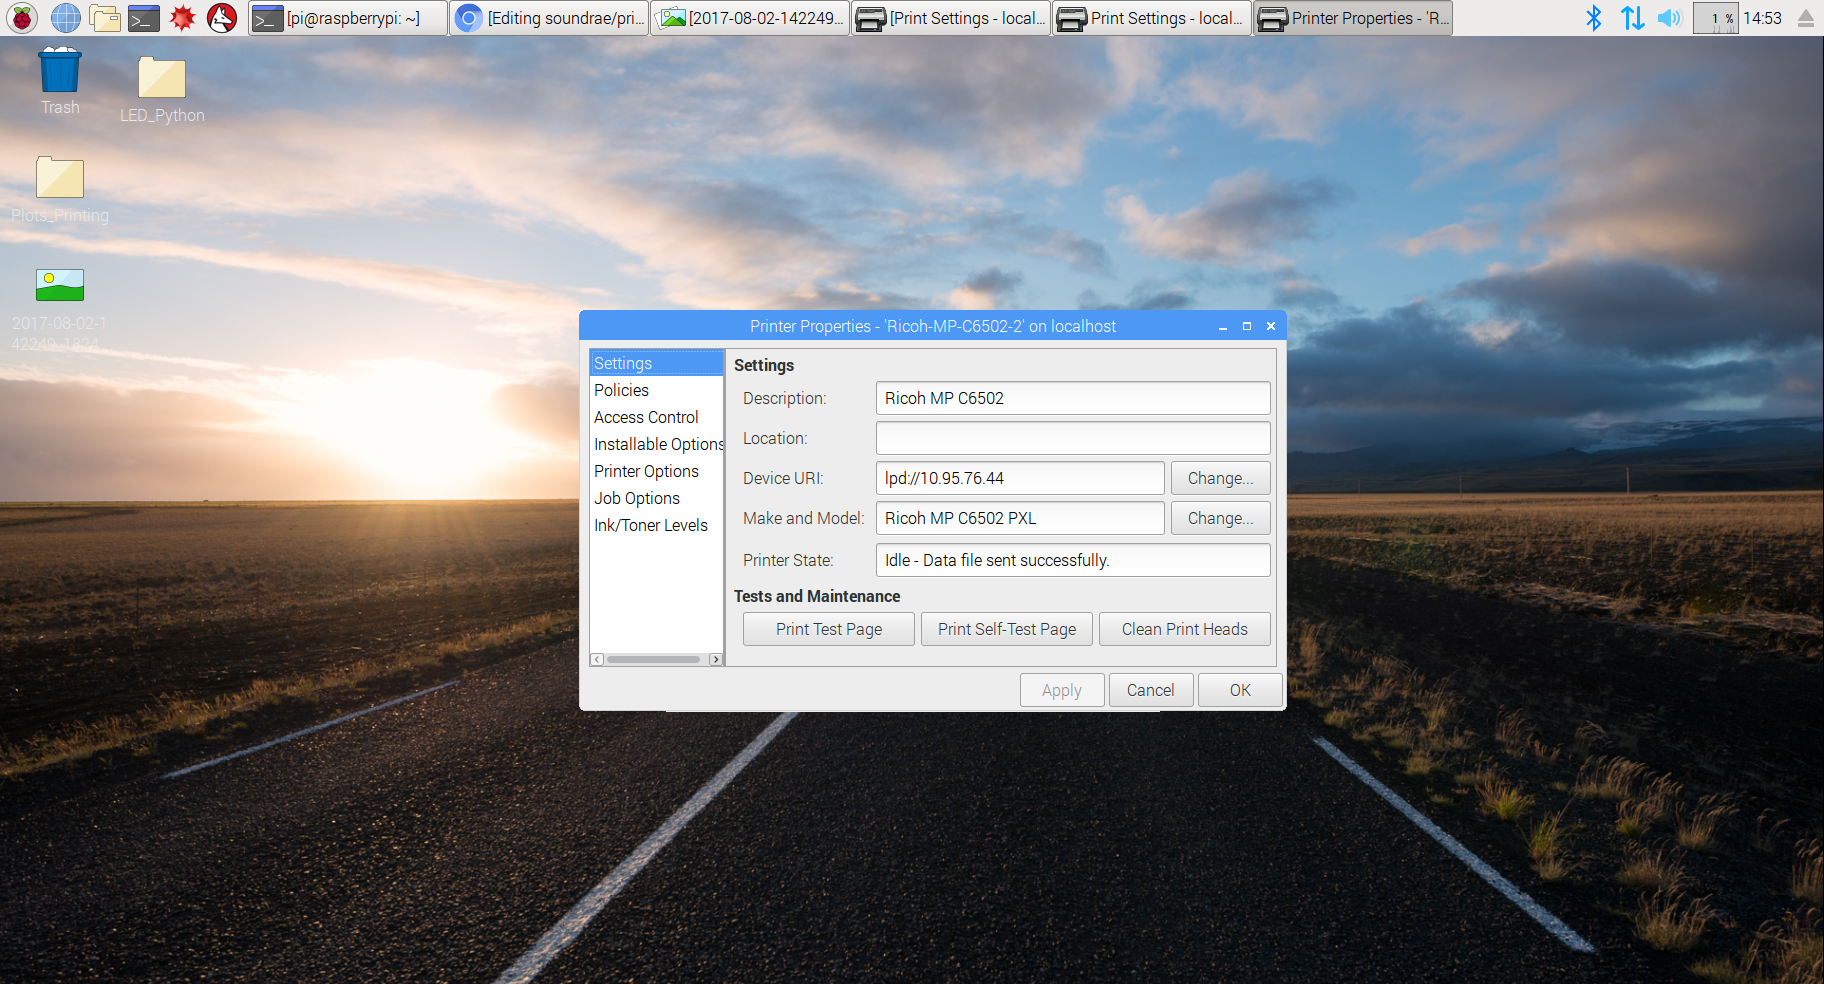 [pi@raspberrypi: ~]
[Editing soundrae/pri...
[2017-08-02-142249...
[Print Settings - local...
Print Settings - local...
Printer Properties - 'R...
1 %
14:53
Trash
LED_Python
Plots_Printing
2017-08-02-1
42249_1824...
Printer Properties - 'Ricoh-MP-C6502-2' on localhost
Settings
Policies
Access Control
Installable Options
Printer Options
Job Options
Ink/Toner Levels
Settings
Description: Ricoh MP C6502
Location:
Device URI: lpd://10.95.76.44 Change...
Make and Model: Ricoh MP C6502 PXL Change...
Printer State: Idle - Data file sent successfully.
Tests and Maintenance
Print Test Page Print Self-Test Page Clean Print Heads
Apply Cancel OK